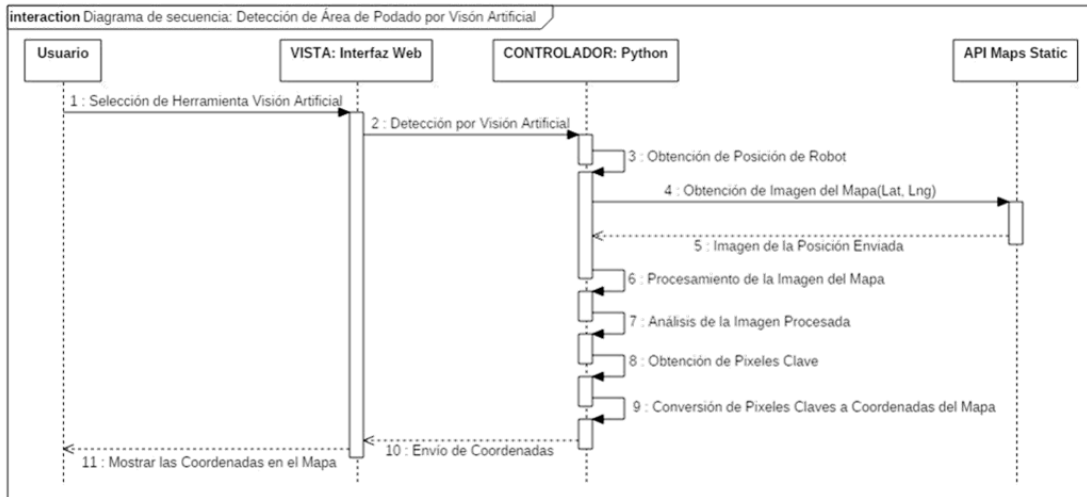 interaction Diagrama de secuencia: Detección de Área de Podado por Visón Artificial
Usuario
VISTA: Interfaz Web
CONTROLADOR: Python
API Maps Static
1 : Selección de Herramienta Visión Artificial
2 : Detección por Visión Artificial
3 : Obtención de Posición de Robot
4 : Obtención de Imagen del Mapa(Lat, Lng)
5 : Imagen de la Posición Enviada
6 : Procesamiento de la Imagen del Mapa
7 : Análisis de la Imagen Procesada
8 : Obtención de Pixeles Clave
9 : Conversión de Pixeles Claves a Coordenadas del Mapa
10 : Envío de Coordenadas
11 : Mostrar las Coordenadas en el Mapa